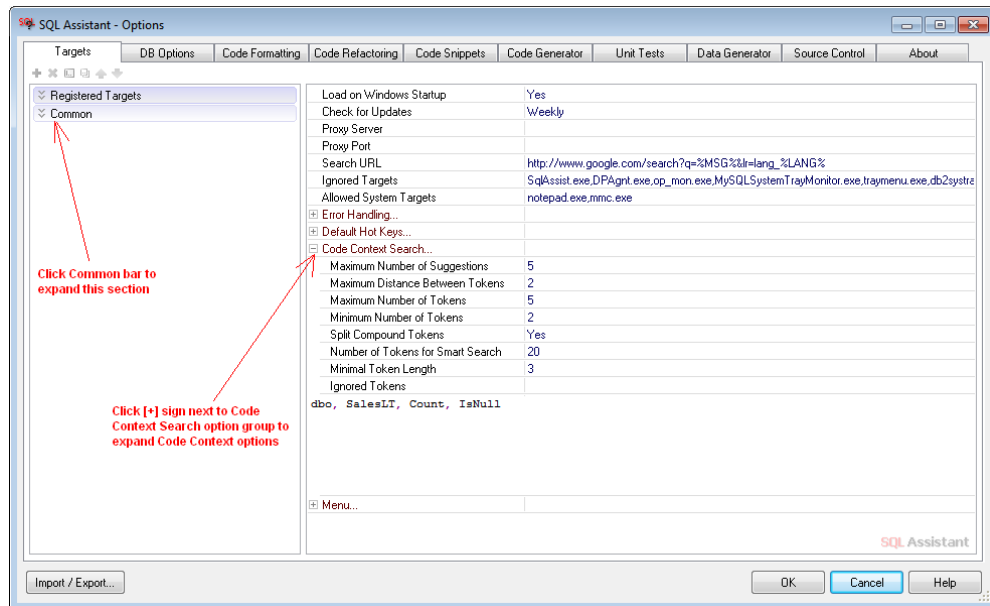 SQL Assistant - Options
Targets DB Options Code Formatting Code Refactoring Code Snippets Code Generator Unit Tests Data Generator Source Control About
Registered Targets
Common
Load on Windows Startup Yes
Check for Updates Weekly
Proxy Server
Proxy Port
Search URL http://www.google.com/search?q=%MSG%&lr=lang_%LANG%
Ignored Targets SqlAssist.exe,DPAgnt.exe,op_mon.exe,MySQLSystemTrayMonitor.exe,traymenu.exe,db2systra
Allowed System Targets notepad.exe,mmc.exe
Error Handling...
Default Hot Keys...
Code Context Search...
Maximum Number of Suggestions 5
Maximum Distance Between Tokens 2
Maximum Number of Tokens 5
Minimum Number of Tokens 2
Split Compound Tokens Yes
Number of Tokens for Smart Search 20
Minimal Token Length 3
Ignored Tokens
dbo, SalesLT, Count, IsNull
Menu...
Click Common bar to
expand this section
Click [+] sign next to Code
Context Search option group to
expand Code Context options
SQL Assistant
Import / Export... OK Cancel Help